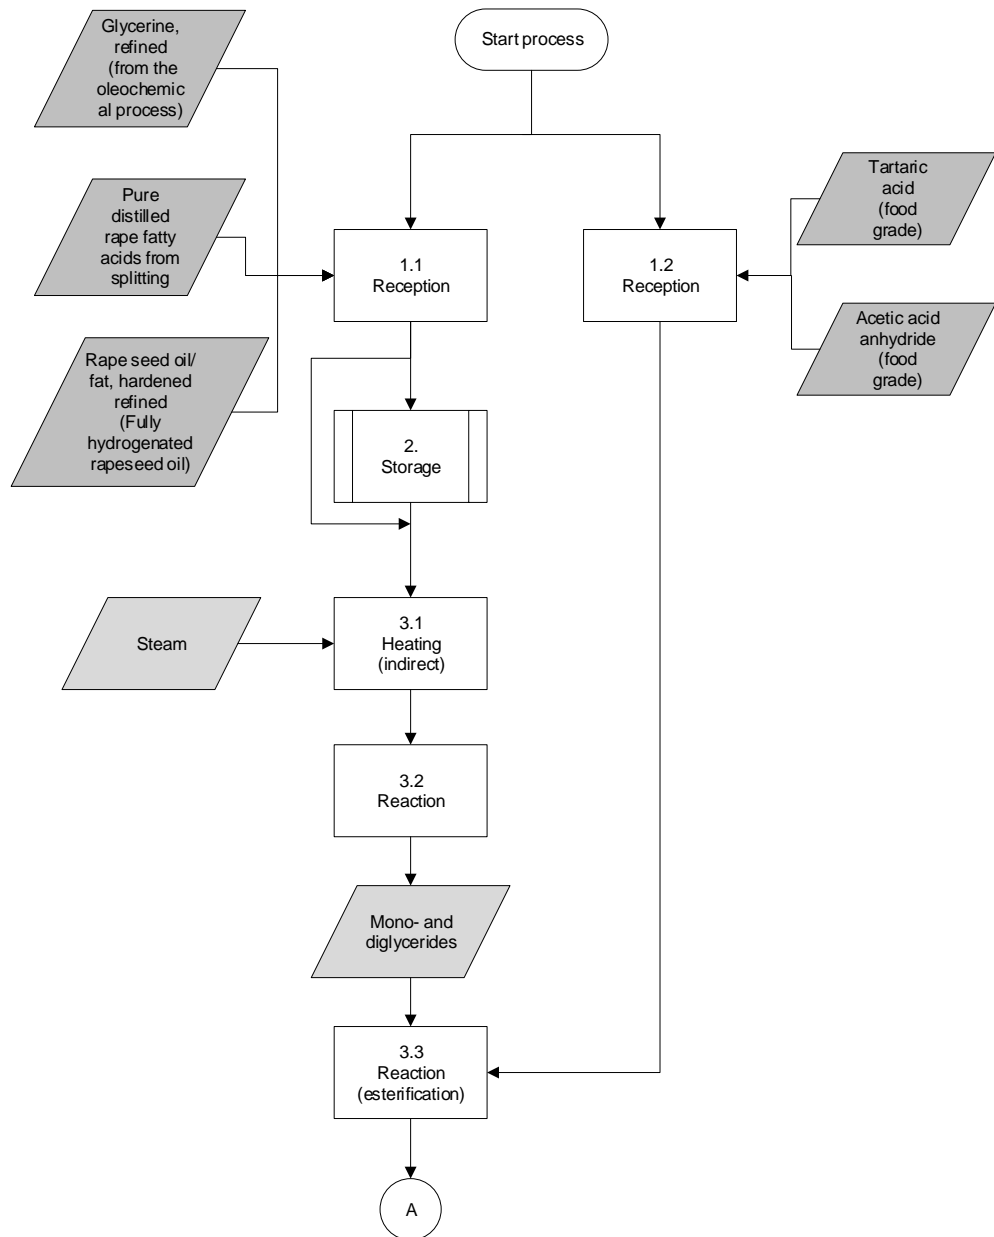 Glycerine,
refined
(from the
oleochemic
al process)
Start process
Pure
distilled
rape fatty
acids from
splitting
Tartaric
acid
(food
grade)
1.1
Reception
1.2
Reception
Rape seed oil/
fat, hardened
refined
(Fully
hydrogenated
rapeseed oil)
Acetic acid
anhydride
(food
grade)
2.
Storage
Steam
3.1
Heating
(indirect)
3.2
Reaction
Mono- and
diglycerides
3.3
Reaction
(esterification)
A